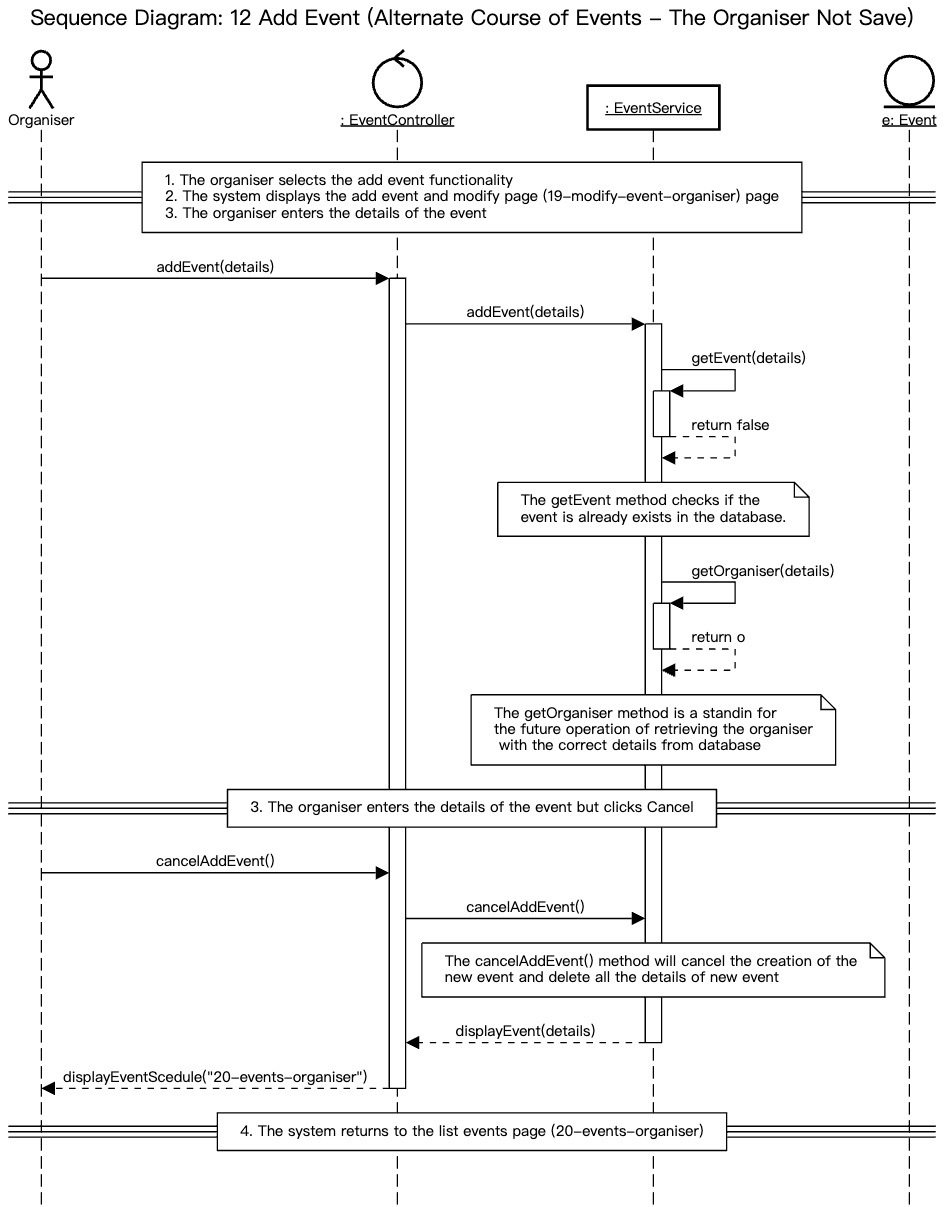 Sequence Diagram: 12 Add Event (Alternate Course of Events – The Organiser Not Save)
Organiser
: EventController
: EventService
e: Event
1. The organiser selects the add event functionality
2. The system displays the add event and modify page (19–modify–event–organiser) page
3. The organiser enters the details of the event
addEvent(details)
addEvent(details)
getEvent(details)
return false
The getEvent method checks if the
event is already exists in the database.
getOrganiser(details)
return o
The getOrganiser method is a standin for
the future operation of retrieving the organiser
with the correct details from database
3. The organiser enters the details of the event but clicks Cancel
cancelAddEvent()
cancelAddEvent()
The cancelAddEvent() method will cancel the creation of the
new event and delete all the details of new event
displayEvent(details)
displayEventScedule("20–events–organiser")
4. The system returns to the list events page (20–events–organiser)